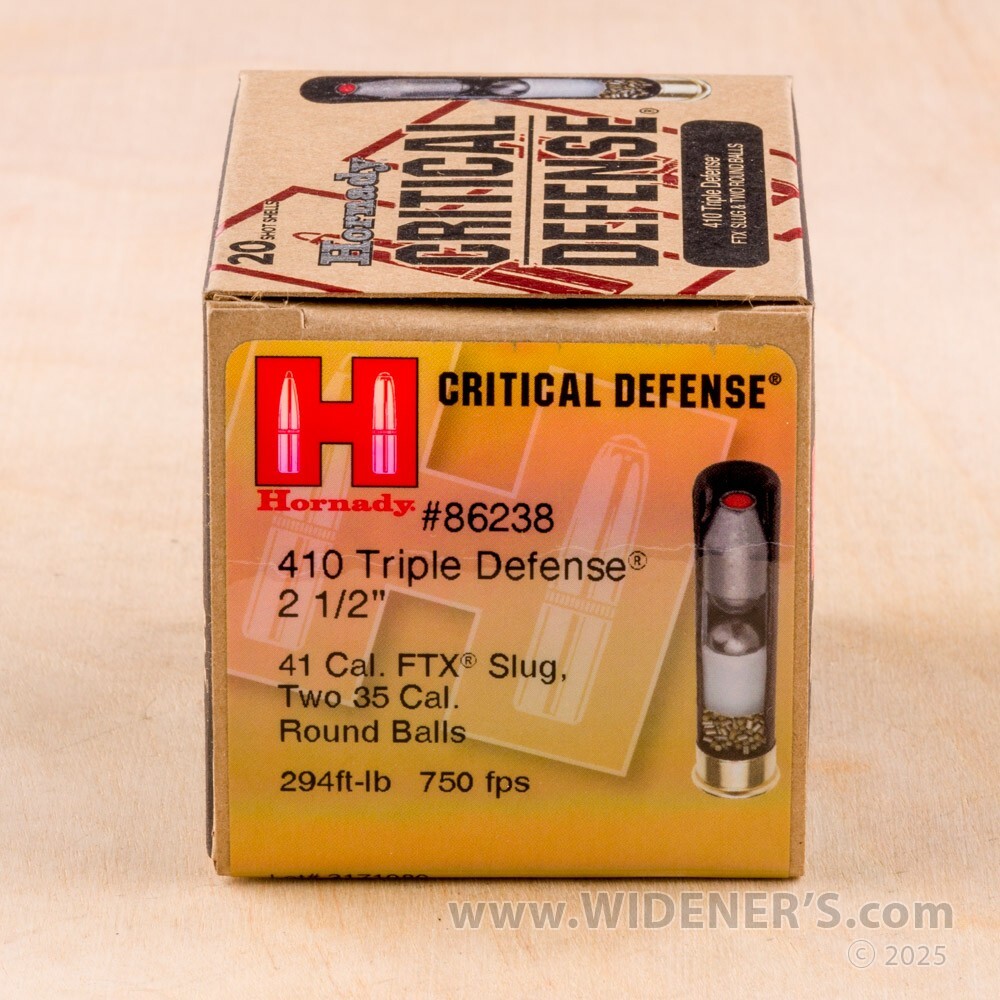 20 SHOT SHELLS
Hornady
CRITICAL
DEFENSE®
410 Triple Defense®
FTX® SLUG & TWO ROUND BALLS
H
Hornady.
CRITICAL DEFENSE®
#86238
410 Triple Defense®
2 1/2"
41 Cal. FTX® Slug,
Two 35 Cal.
Round Balls
294ft-lb 750 fps
www.WIDENER'S.com
© 2025